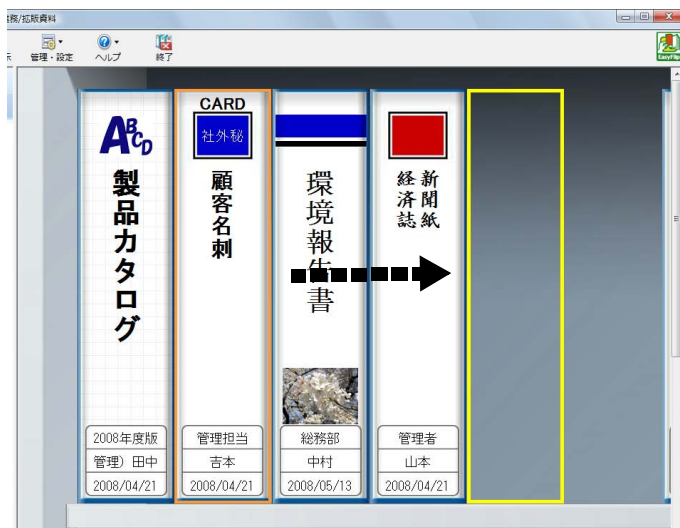 務/拡販資料
示
管理・設定
ヘルプ
終了
EasyFlip
ABCD
製品カタログ
2008年度版
管理）田中
2008/04/21
CARD
社外秘
顧客名刺
管理担当
吉本
2008/04/21
環境報告書
総務部
中村
2008/05/13
新聞紙
経済誌
管理者
山本
2008/04/21